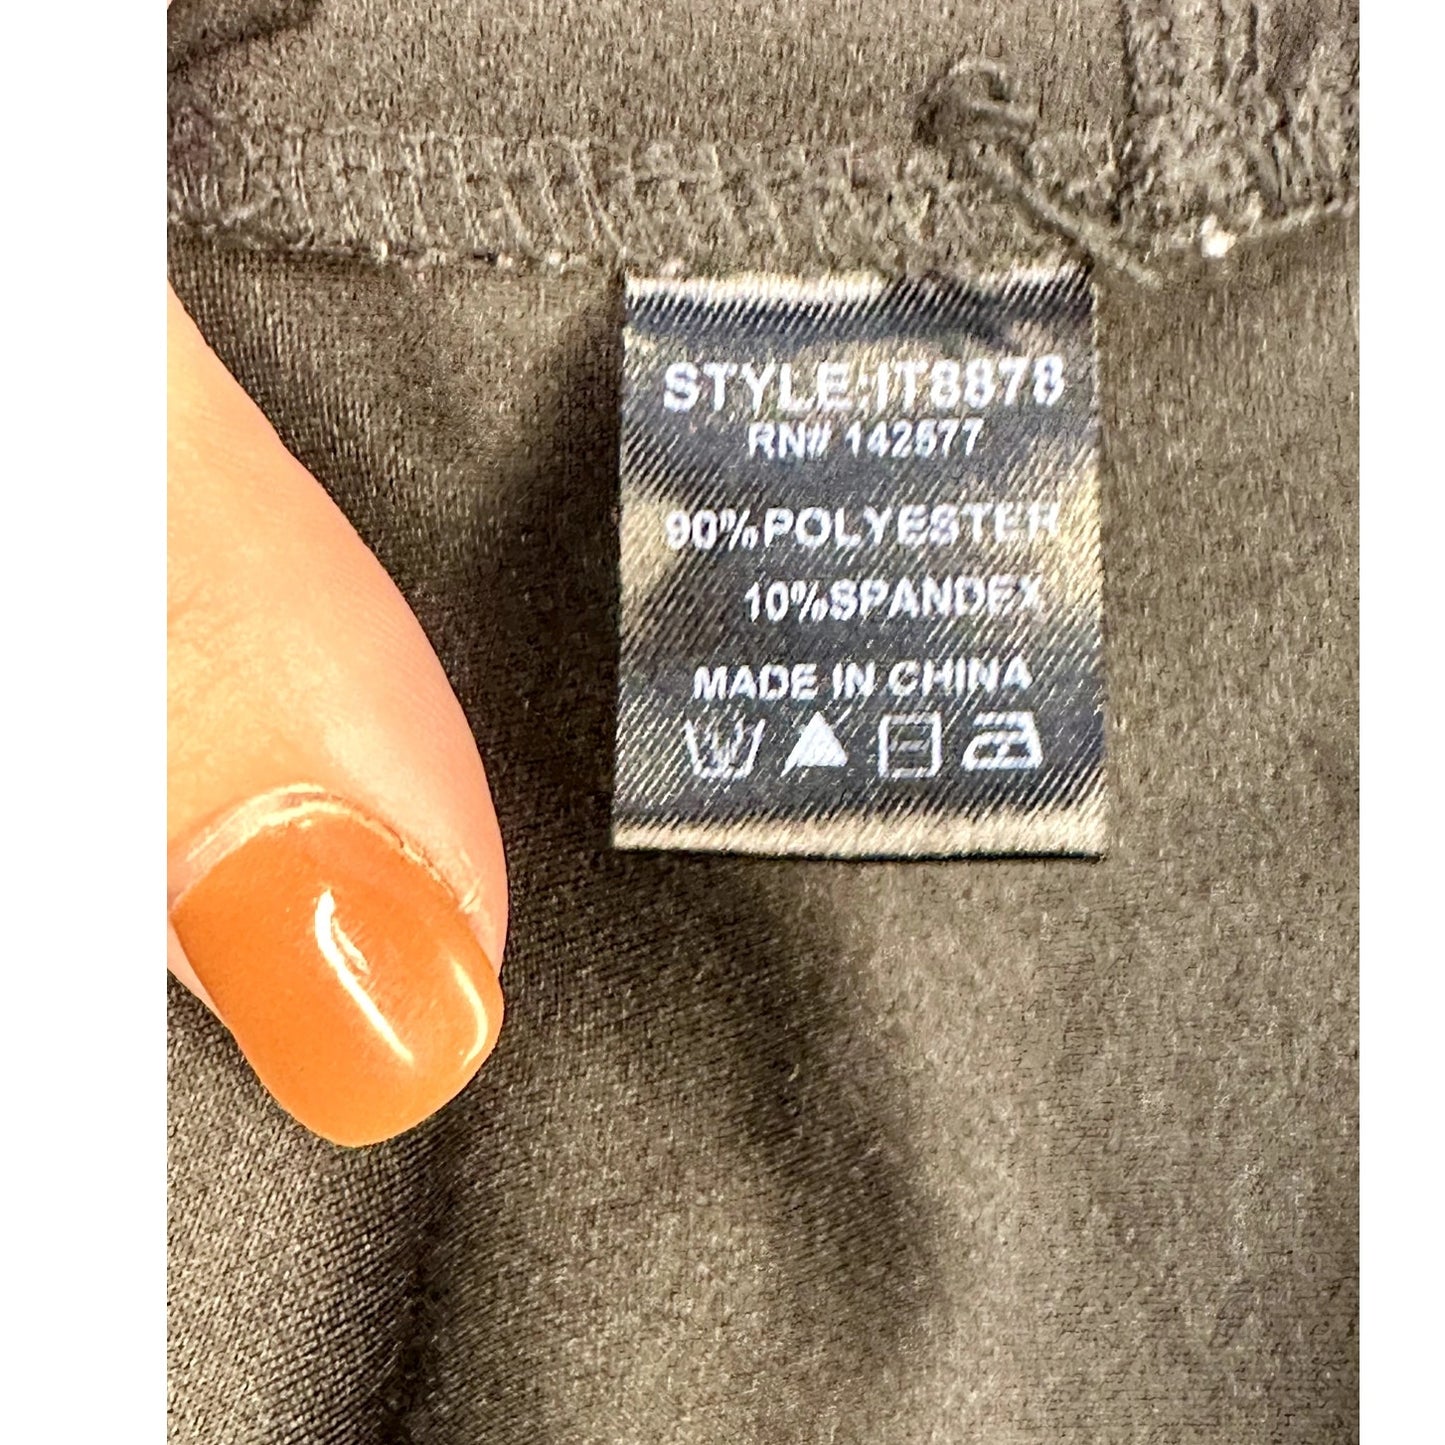 STYLE:IT8878
RN# 142577
90%POLYESTER
10%SPANDEX
MADE IN CHINA